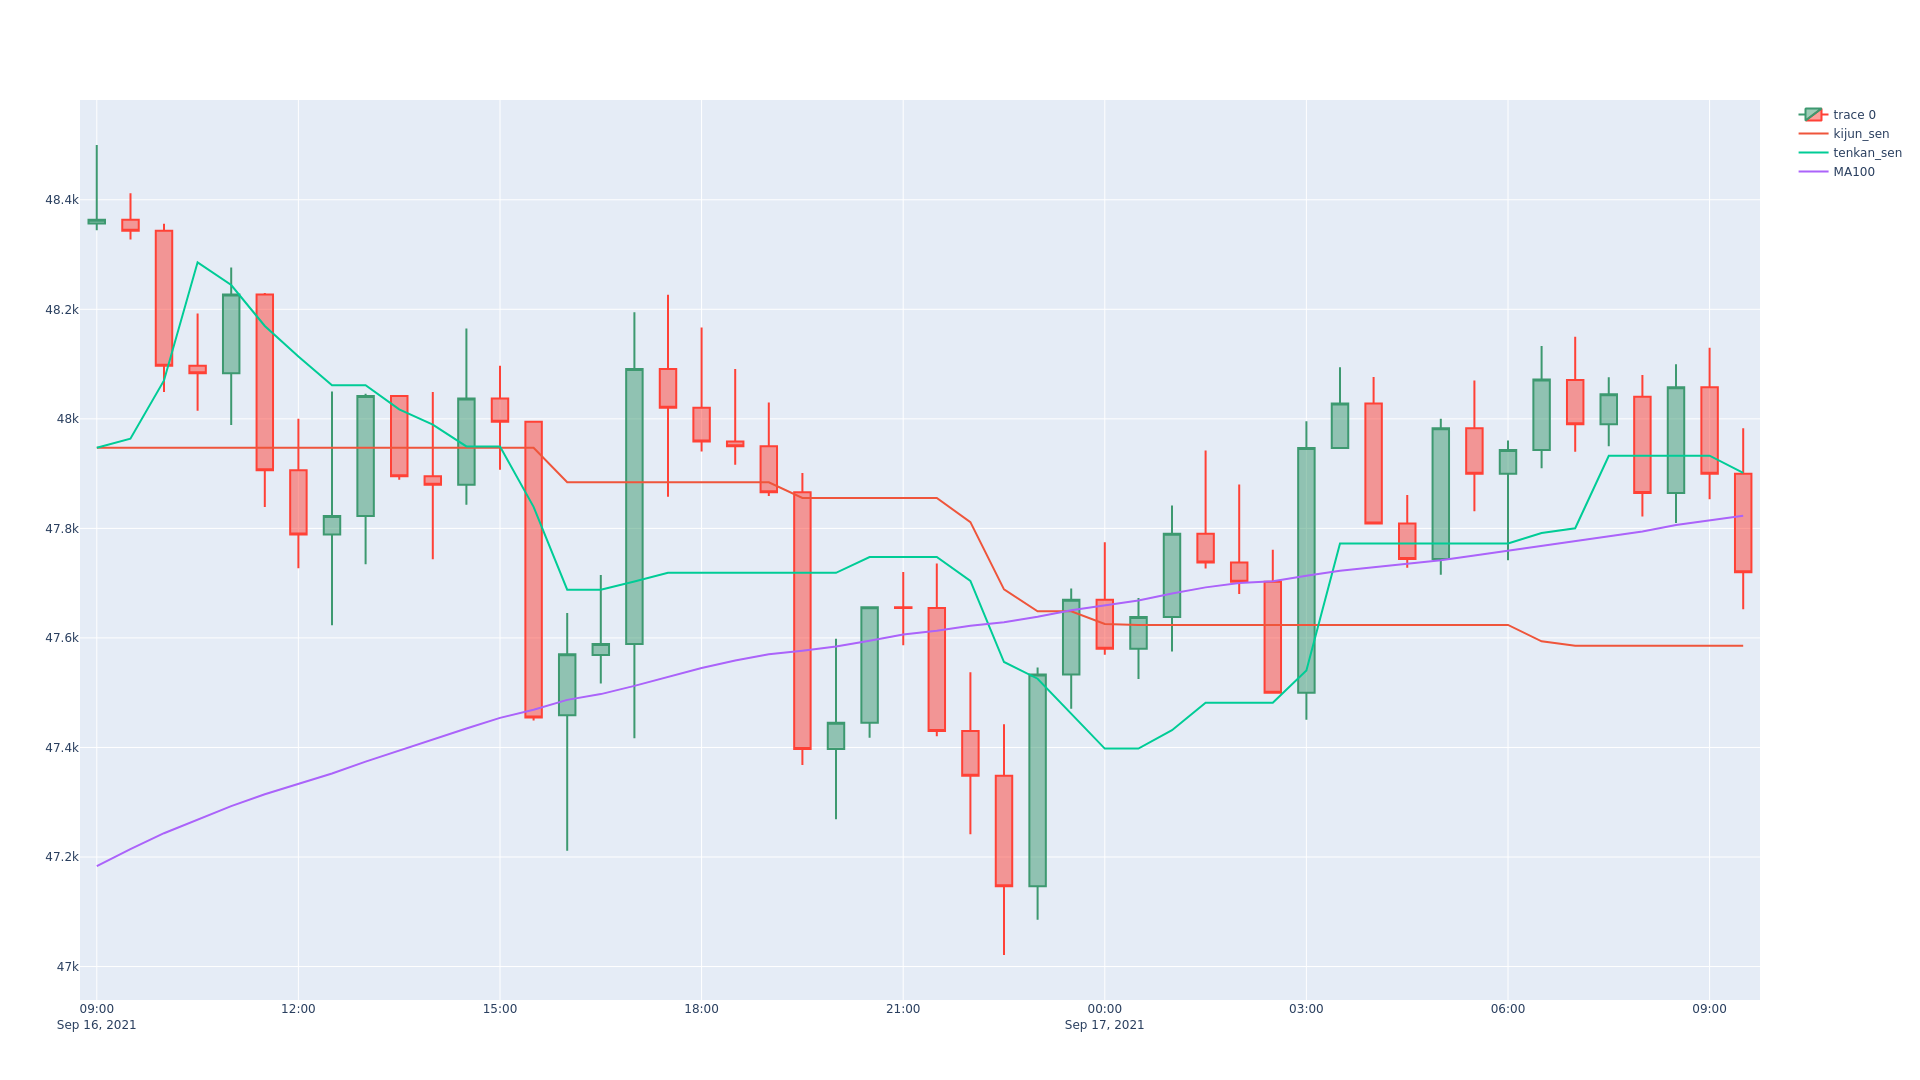 trace 0
kijun_sen
tenkan_sen
MA100
48.4k
48.2k
48k
47.8k
47.6k
47.4k
47.2k
47k
09:00 12:00 15:00 18:00 21:00 00:00 03:00 06:00 09:00
Sep 16, 2021 Sep 17, 2021